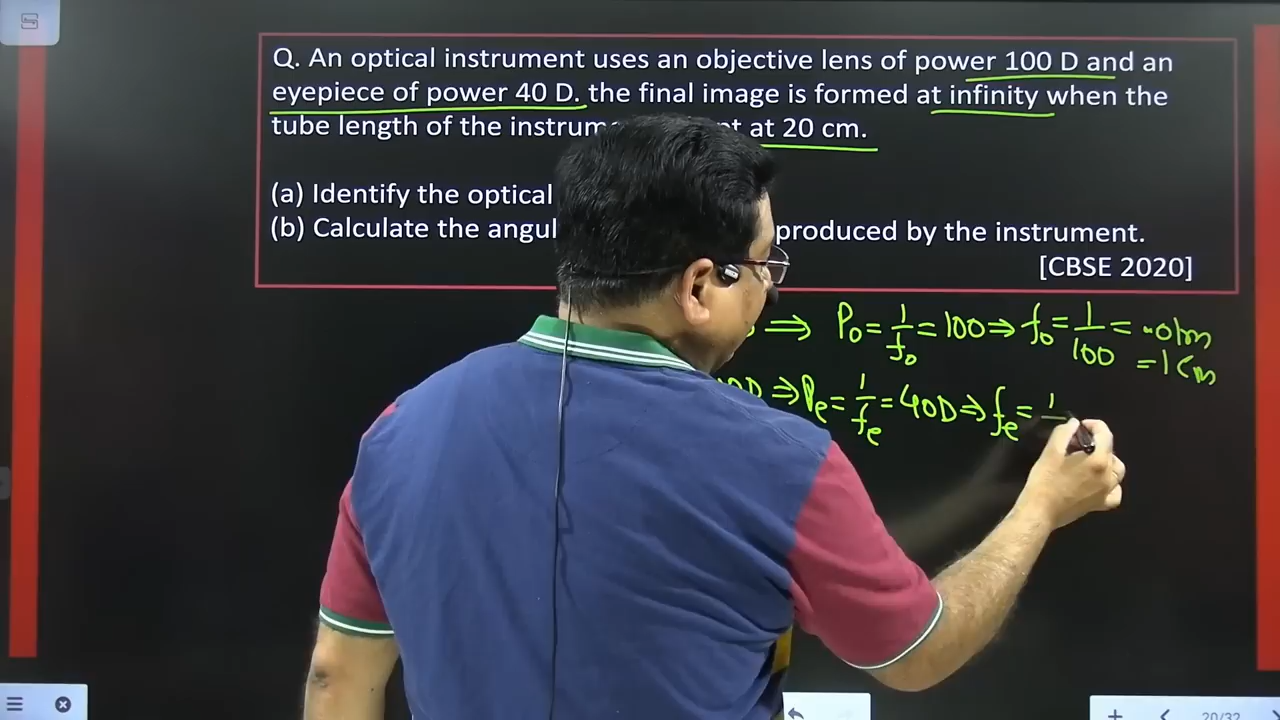 Q. An optical instrument uses an objective lens of power 100 D and an
eyepiece of power 40 D. the final image is formed at infinity when the
tube length of the instrum t at 20 cm.
(a) Identify the optical
(b) Calculate the angul produced by the instrument.
[CBSE 2020]
⇒ P₀ = 1/f₀ = 100 ⇒ f₀ = 1/100 = .01m
= 1 Cm
D ⇒ Pe = 1/fe = 40D ⇒ fe = 1
20/32